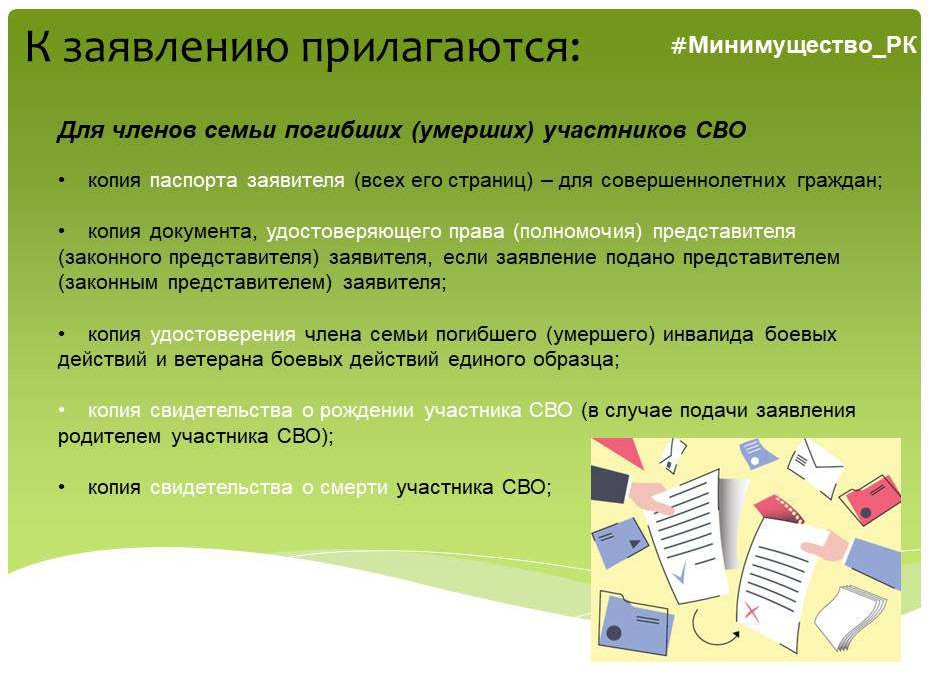 К заявлению прилагаются:
#Минимущество_РК
Для членов семьи погибших (умерших) участников СВО
• копия паспорта заявителя (всех его страниц) – для совершеннолетних граждан;
• копия документа, удостоверяющего права (полномочия) представителя
(законного представителя) заявителя, если заявление подано представителем
(законным представителем) заявителя;
• копия удостоверения члена семьи погибшего (умершего) инвалида боевых
действий и ветерана боевых действий единого образца;
• копия свидетельства о рождении участника СВО (в случае подачи заявления
родителем участника СВО);
• копия свидетельства о смерти участника СВО;